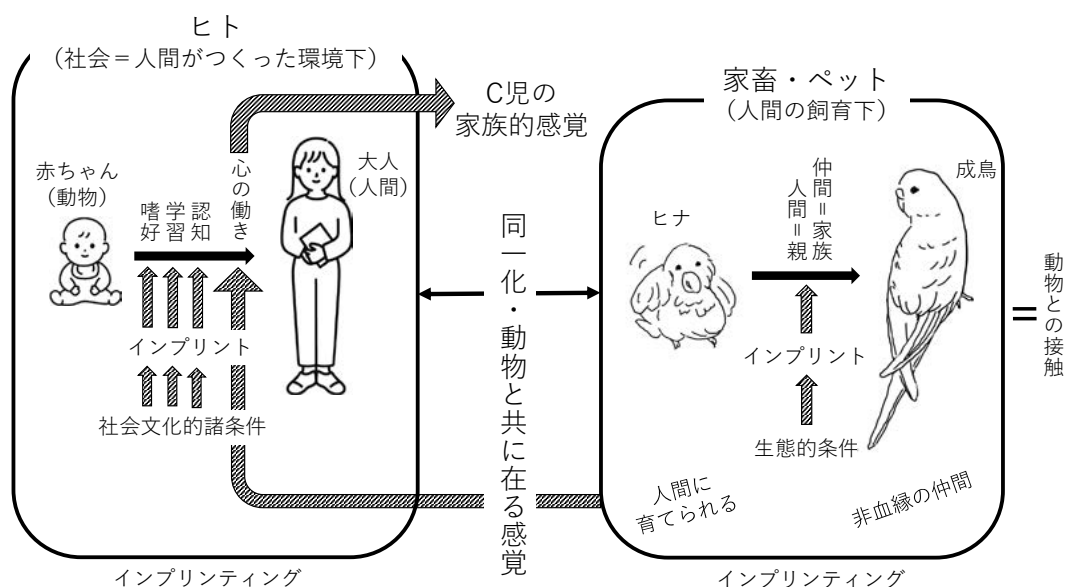 ヒト
（社会＝人間がつくった環境下）
C児の
家族的感覚
赤ちゃん
（動物）
嗜好
学習
認知
心の働き
大人
（人間）
インプリント
社会文化的諸条件
インプリンティング
同一化・動物と共に在る感覚
家畜・ペット
（人間の飼育下）
ヒナ
仲間＝家族
人間＝親
成鳥
インプリント
生態的条件
人間に
育てられる
非血縁の仲間
インプリンティング
＝
動物との接触